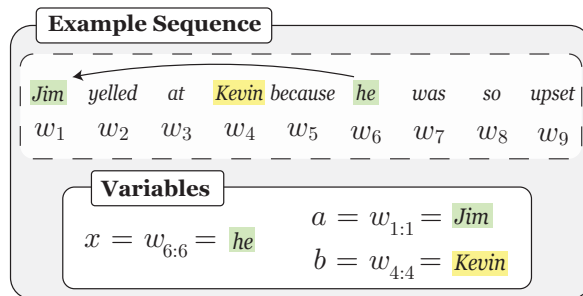 Example Sequence
Jim yelled at Kevin because he was so upset
w1 w2 w3 w4 w5 w6 w7 w8 w9
Variables
x = w6:6 = he
a = w1:1 = Jim
b = w4:4 = Kevin